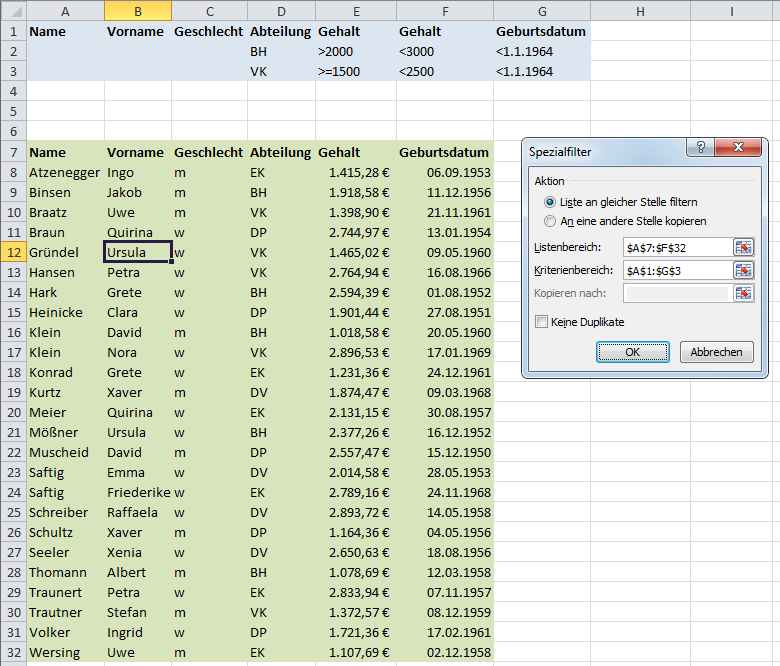 A B C D E F G H I
1 Name Vorname Geschlecht Abteilung Gehalt Gehalt Geburtsdatum
2 BH >2000 <3000 <1.1.1964
3 VK >=1500 <2500 <1.1.1964
4
5
6
7 Name Vorname Geschlecht Abteilung Gehalt Geburtsdatum
8 Atzenegger Ingo m EK 1.415,28 € 06.09.1953
9 Binsen Jakob m BH 1.918,58 € 11.12.1956
10 Braatz Uwe m VK 1.398,90 € 21.11.1961
11 Braun Quirina w DP 2.744,97 € 13.01.1954
12 Gründel Ursula w VK 1.465,02 € 09.05.1960
13 Hansen Petra w VK 2.764,94 € 16.08.1966
14 Hark Grete w BH 2.594,39 € 01.08.1952
15 Heinicke Clara w DP 1.901,44 € 27.08.1951
16 Klein David m BH 1.018,58 € 20.05.1960
17 Klein Nora w VK 2.896,53 € 17.01.1969
18 Konrad Grete w EK 1.231,36 € 24.12.1961
19 Kurtz Xaver m DV 1.874,47 € 09.03.1968
20 Meier Quirina w EK 2.131,15 € 30.08.1957
21 Mößner Ursula w BH 2.377,26 € 16.12.1952
22 Muscheid David m DP 2.557,42 € 15.12.1950
23 Saftig Emma w DV 2.014,58 € 28.05.1953
24 Saftig Friederike w EK 2.789,16 € 24.11.1968
25 Schreiber Raffaela w DV 2.893,47 € 14.05.1958
26 Schultz Xaver m DP 1.164,36 € 04.05.1956
27 Seeler Xenia w DV 2.650,63 € 18.08.1956
28 Thomann Albert m BH 1.078,69 € 12.03.1958
29 Traunert Petra w EK 2.833,94 € 07.11.1957
30 Trautner Stefan m VK 1.372,57 € 08.12.1959
31 Volker Ingrid w DP 1.721,36 € 17.02.1961
32 Wersing Uwe m EK 1.107,69 € 02.12.1958
Spezialfilter ? X
Aktion
Liste an gleicher Stelle filtern
An eine andere Stelle kopieren
Listenbereich: $A$7:$F$32
Kriterienbereich: $A$1:$G$3
Kopieren nach:
Keine Duplikate
OK Abbrechen